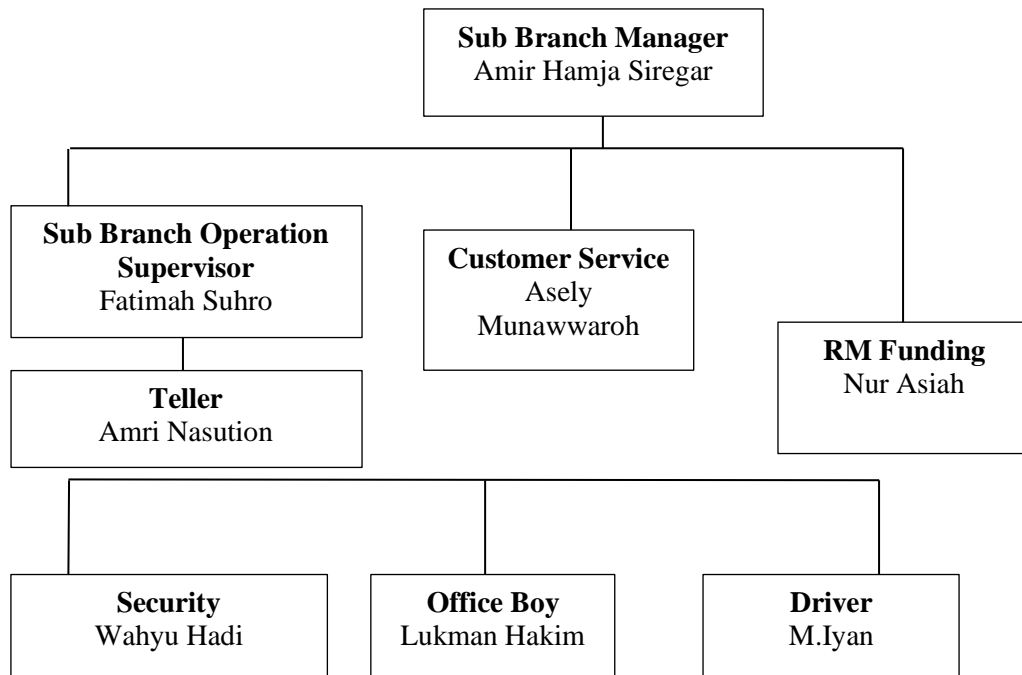 Sub Branch Manager
Amir Hamja Siregar
Sub Branch Operation
Supervisor
Fatimah Suhro
Customer Service
Asely
Munawwaroh
RM Funding
Nur Asiah
Teller
Amri Nasution
Security
Wahyu Hadi
Office Boy
Lukman Hakim
Driver
M.Iyan